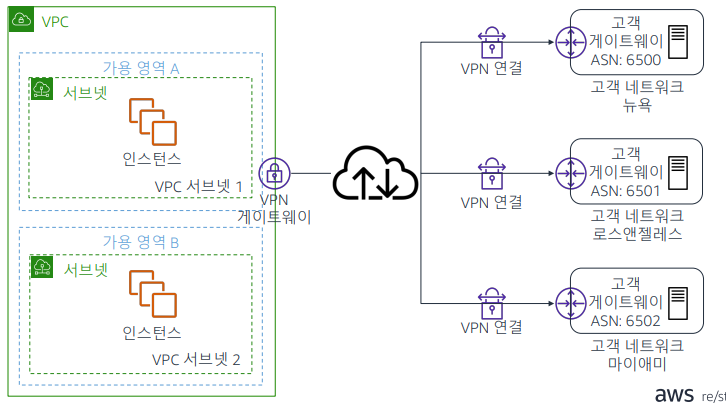 VPC
가용 영역 A
서브넷
인스턴스
VPC 서브넷 1
VPN
게이트웨이
가용 영역 B
서브넷
인스턴스
VPC 서브넷 2
VPN 연결
고객
게이트웨이
ASN: 6500
고객 네트워크
뉴욕
VPN 연결
고객
게이트웨이
ASN: 6501
고객 네트워크
로스앤젤레스
VPN 연결
고객
게이트웨이
ASN: 6502
고객 네트워크
마이애미
aws re/st